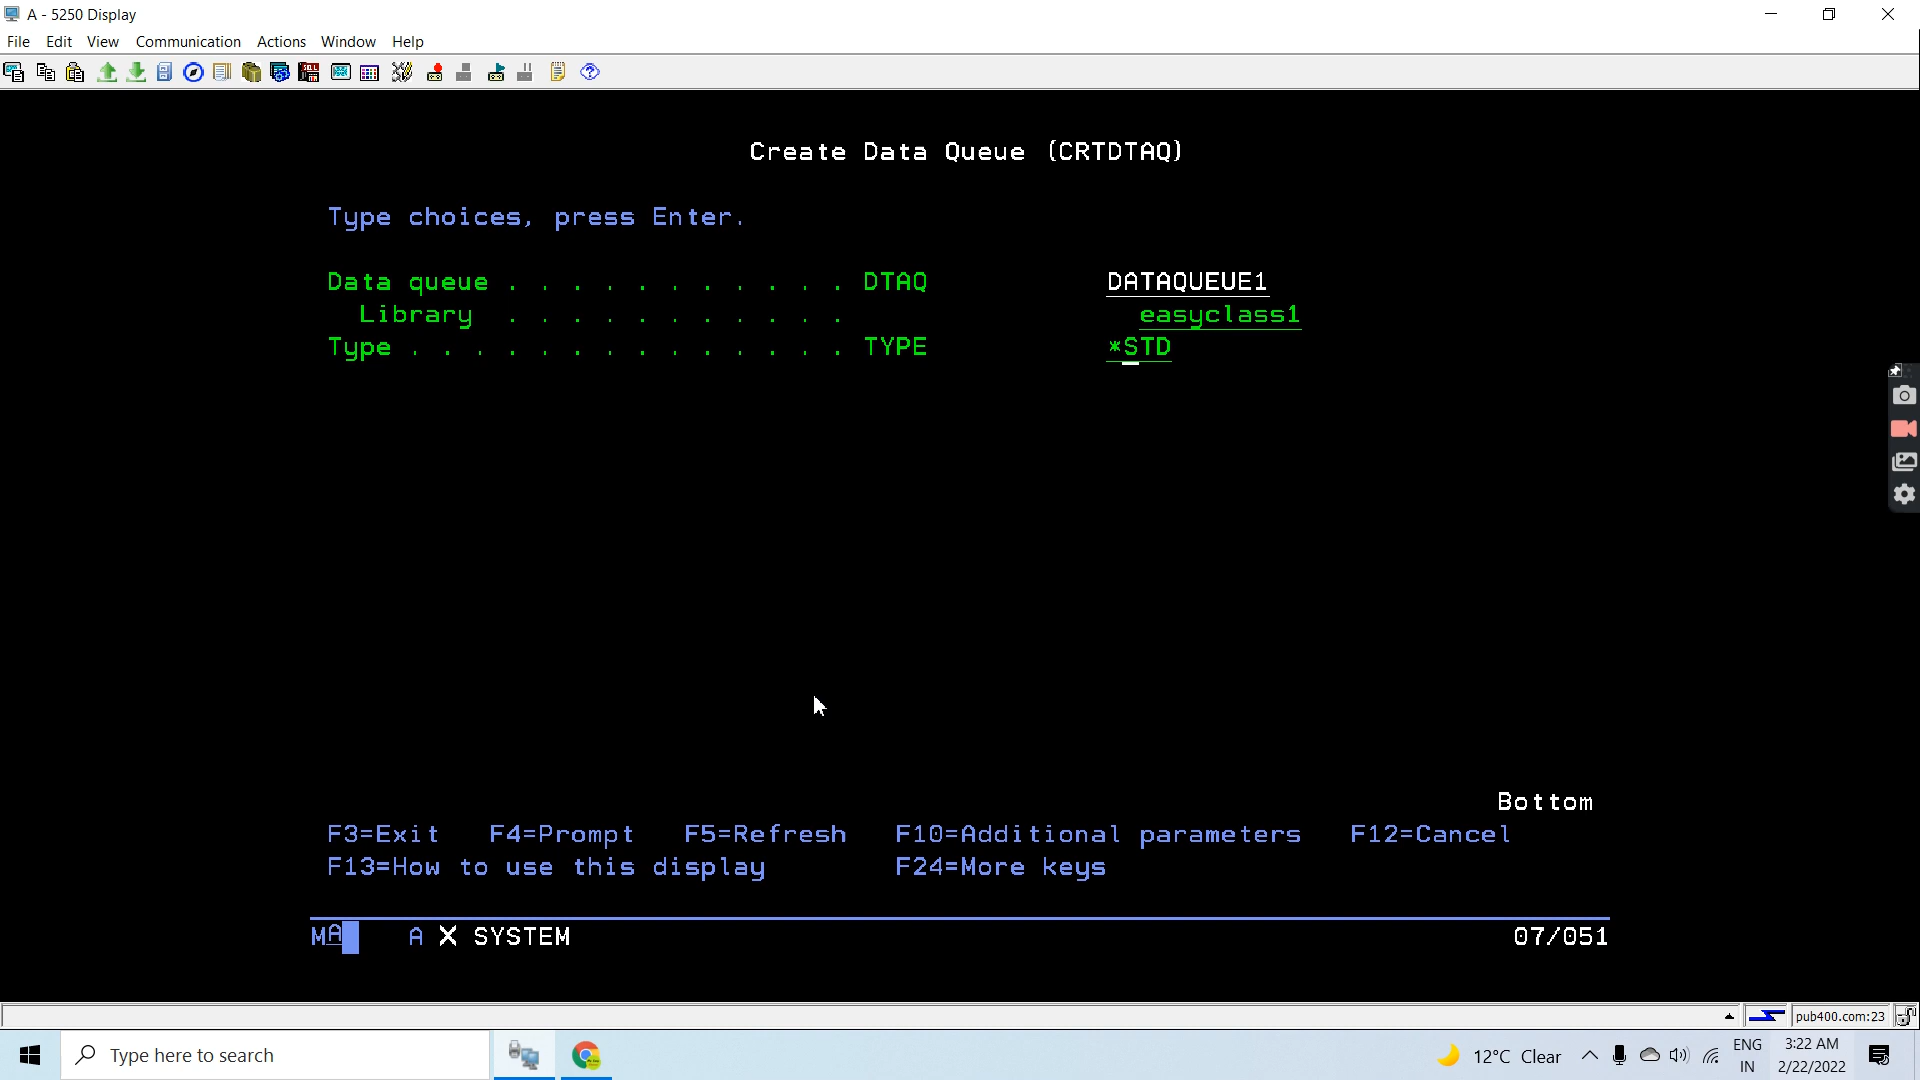 A - 5250 Display
File Edit View Communication Actions Window Help
Create Data Queue (CRTDTAQ)
Type choices, press Enter.
Data queue . . . . . . . . . . . DTAQ DATAQUEUE1
Library . . . . . . . . . . . easyclass1
Type . . . . . . . . . . . . . . TYPE *STD
Bottom
F3=Exit F4=Prompt F5=Refresh F10=Additional parameters F12=Cancel
F13=How to use this display F24=More keys
MA A X SYSTEM 07/051
pub400.com:23
Type here to search
12°C Clear
ENG
IN
3:22 AM
2/22/2022